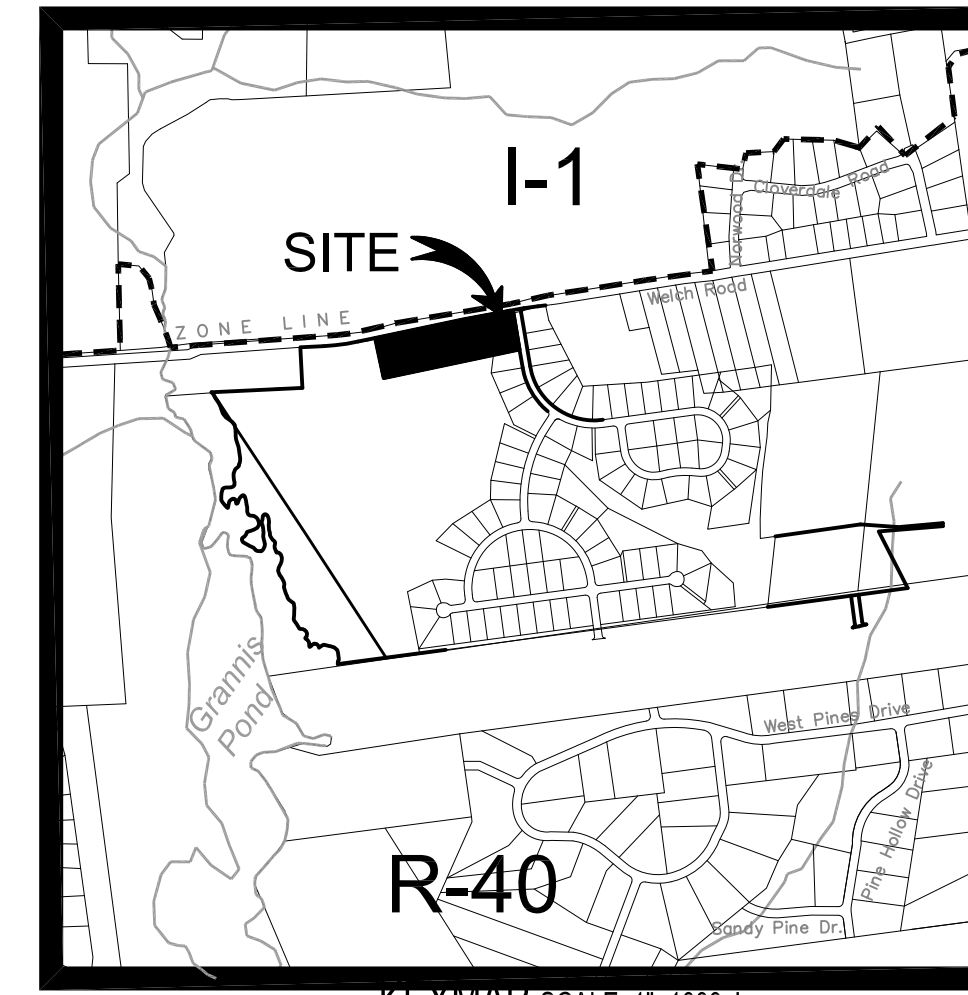 I-1
Cloverdale Road
SITE
Welch Road
ZONE LINE
Grannis
Pond
West Pines Drive
Pine Hollow Drive
R-40
Sandy Pine Dr.